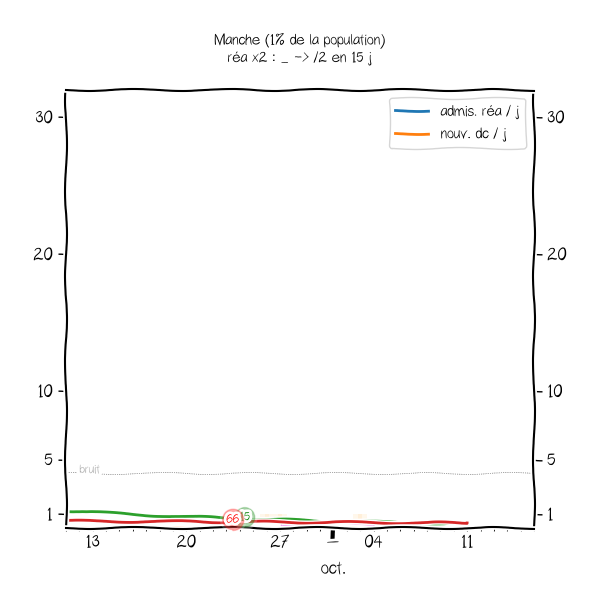 Manche (1% de la population)
réa x2 : _ -> /2 en 15 j
admis. réa / j
nouv. dc / j
30 30
20 20
10 10
5 5
bruit
1 1
66
13 20 27 _ 04 11
oct.